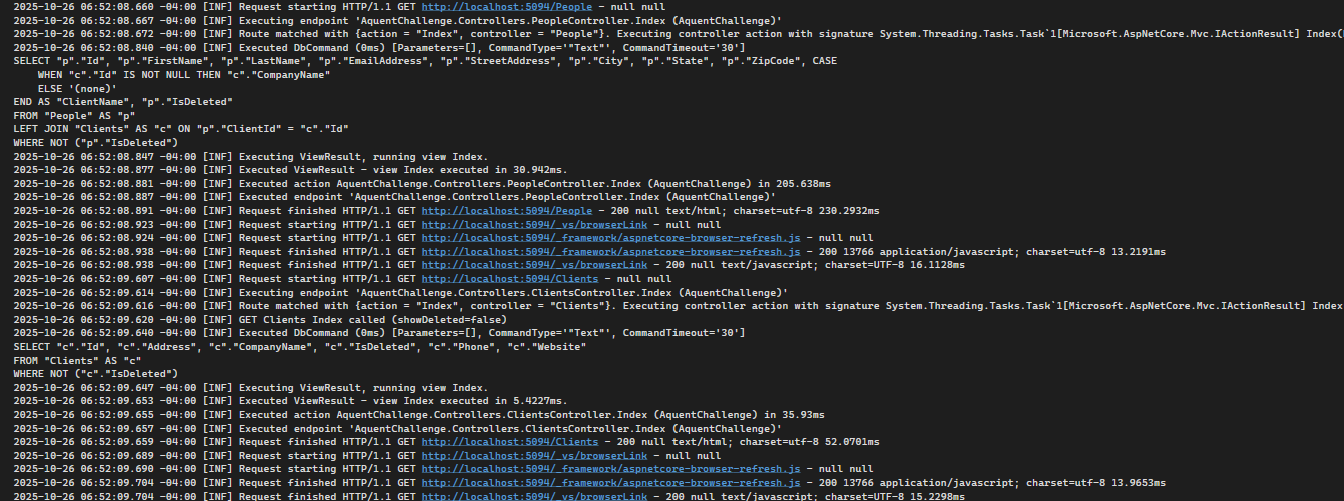 2025-10-26 06:52:08.660 -04:00 [INF] Request starting HTTP/1.1 GET http://localhost:5094/People - null null
2025-10-26 06:52:08.667 -04:00 [INF] Executing endpoint 'AquentChallenge.Controllers.PeopleController.Index (AquentChallenge)'
2025-10-26 06:52:08.672 -04:00 [INF] Route matched with {action = "Index", controller = "People"}. Executing controller action with signature System.Threading.Tasks.Task`1[Microsoft.AspNetCore.Mvc.IActionResult] Index(
2025-10-26 06:52:08.840 -04:00 [INF] Executed DbCommand (0ms) [Parameters=[], CommandType='"Text"', CommandTimeout='30']
SELECT "p"."Id", "p"."FirstName", "p"."LastName", "p"."EmailAddress", "p"."StreetAddress", "p"."City", "p"."State", "p"."ZipCode", CASE
    WHEN "c"."Id" IS NOT NULL THEN "c"."CompanyName"
    ELSE '(none)'
END AS "ClientName", "p"."IsDeleted"
FROM "People" AS "p"
LEFT JOIN "Clients" AS "c" ON "p"."ClientId" = "c"."Id"
WHERE NOT ("p"."IsDeleted")
2025-10-26 06:52:08.847 -04:00 [INF] Executing ViewResult, running view Index.
2025-10-26 06:52:08.877 -04:00 [INF] Executed ViewResult - view Index executed in 30.942ms.
2025-10-26 06:52:08.881 -04:00 [INF] Executed action AquentChallenge.Controllers.PeopleController.Index (AquentChallenge) in 205.638ms
2025-10-26 06:52:08.887 -04:00 [INF] Executed endpoint 'AquentChallenge.Controllers.PeopleController.Index (AquentChallenge)'
2025-10-26 06:52:08.891 -04:00 [INF] Request finished HTTP/1.1 GET http://localhost:5094/People - 200 null text/html; charset=utf-8 230.2932ms
2025-10-26 06:52:08.923 -04:00 [INF] Request starting HTTP/1.1 GET http://localhost:5094/_vs/browserLink - null null
2025-10-26 06:52:08.924 -04:00 [INF] Request starting HTTP/1.1 GET http://localhost:5094/_framework/aspnetcore-browser-refresh.js - null null
2025-10-26 06:52:08.938 -04:00 [INF] Request finished HTTP/1.1 GET http://localhost:5094/_framework/aspnetcore-browser-refresh.js - 200 13766 application/javascript; charset=utf-8 13.2191ms
2025-10-26 06:52:08.938 -04:00 [INF] Request finished HTTP/1.1 GET http://localhost:5094/_vs/browserLink - 200 null text/javascript; charset=UTF-8 16.1128ms
2025-10-26 06:52:09.607 -04:00 [INF] Request starting HTTP/1.1 GET http://localhost:5094/Clients - null null
2025-10-26 06:52:09.614 -04:00 [INF] Executing endpoint 'AquentChallenge.Controllers.ClientsController.Index (AquentChallenge)'
2025-10-26 06:52:09.616 -04:00 [INF] Route matched with {action = "Index", controller = "Clients"}. Executing controller action with signature System.Threading.Tasks.Task`1[Microsoft.AspNetCore.Mvc.IActionResult] Index
2025-10-26 06:52:09.620 -04:00 [INF] GET Clients Index called (showDeleted=false)
2025-10-26 06:52:09.640 -04:00 [INF] Executed DbCommand (0ms) [Parameters=[], CommandType='"Text"', CommandTimeout='30']
SELECT "c"."Id", "c"."Address", "c"."CompanyName", "c"."IsDeleted", "c"."Phone", "c"."Website"
FROM "Clients" AS "c"
WHERE NOT ("c"."IsDeleted")
2025-10-26 06:52:09.647 -04:00 [INF] Executing ViewResult, running view Index.
2025-10-26 06:52:09.653 -04:00 [INF] Executed ViewResult - view Index executed in 5.4227ms.
2025-10-26 06:52:09.655 -04:00 [INF] Executed action AquentChallenge.Controllers.ClientsController.Index (AquentChallenge) in 35.93ms
2025-10-26 06:52:09.657 -04:00 [INF] Executed endpoint 'AquentChallenge.Controllers.ClientsController.Index (AquentChallenge)'
2025-10-26 06:52:09.659 -04:00 [INF] Request finished HTTP/1.1 GET http://localhost:5094/Clients - 200 null text/html; charset=utf-8 52.0701ms
2025-10-26 06:52:09.689 -04:00 [INF] Request starting HTTP/1.1 GET http://localhost:5094/_vs/browserLink - null null
2025-10-26 06:52:09.690 -04:00 [INF] Request starting HTTP/1.1 GET http://localhost:5094/_framework/aspnetcore-browser-refresh.js - null null
2025-10-26 06:52:09.704 -04:00 [INF] Request finished HTTP/1.1 GET http://localhost:5094/_framework/aspnetcore-browser-refresh.js - 200 13766 application/javascript; charset=utf-8 13.9653ms
2025-10-26 06:52:09.704 -04:00 [INF] Request finished HTTP/1.1 GET http://localhost:5094/_vs/browserLink - 200 null text/javascript; charset=UTF-8 15.2298ms